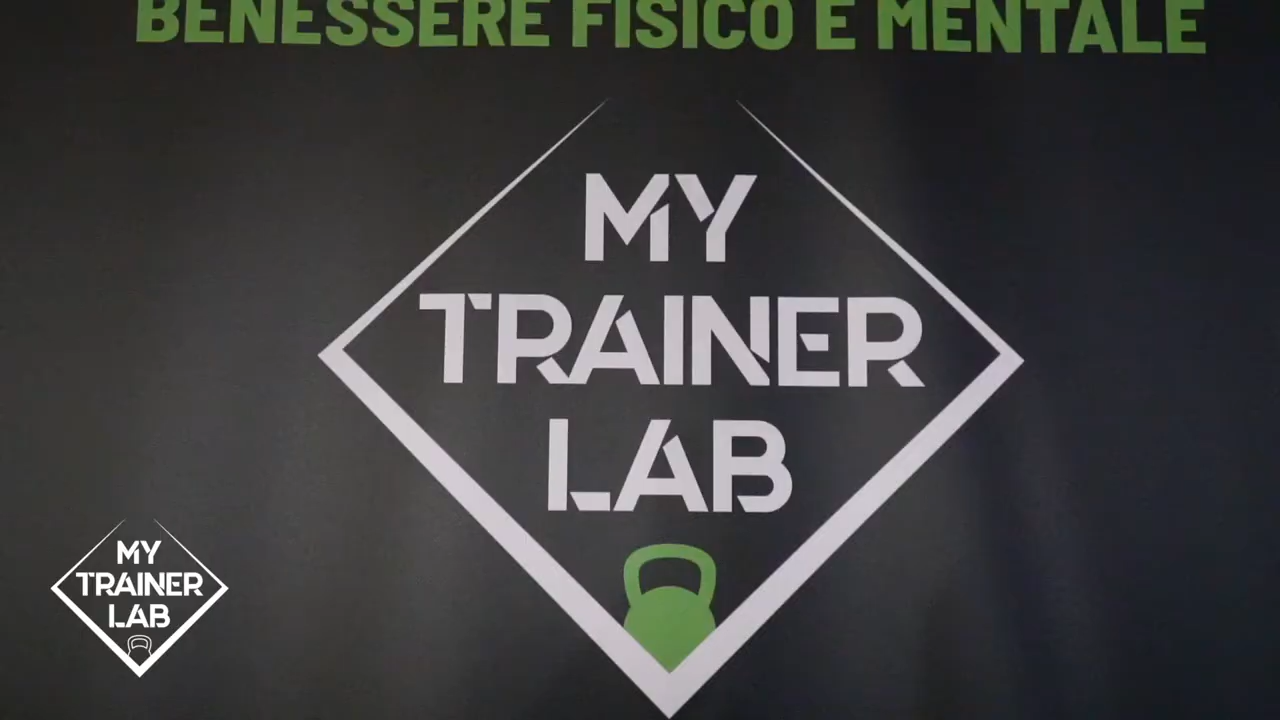 BENESSERE FISICO E MENTALE
MY
TRAINER
LAB
MY
TRAINER
LAB